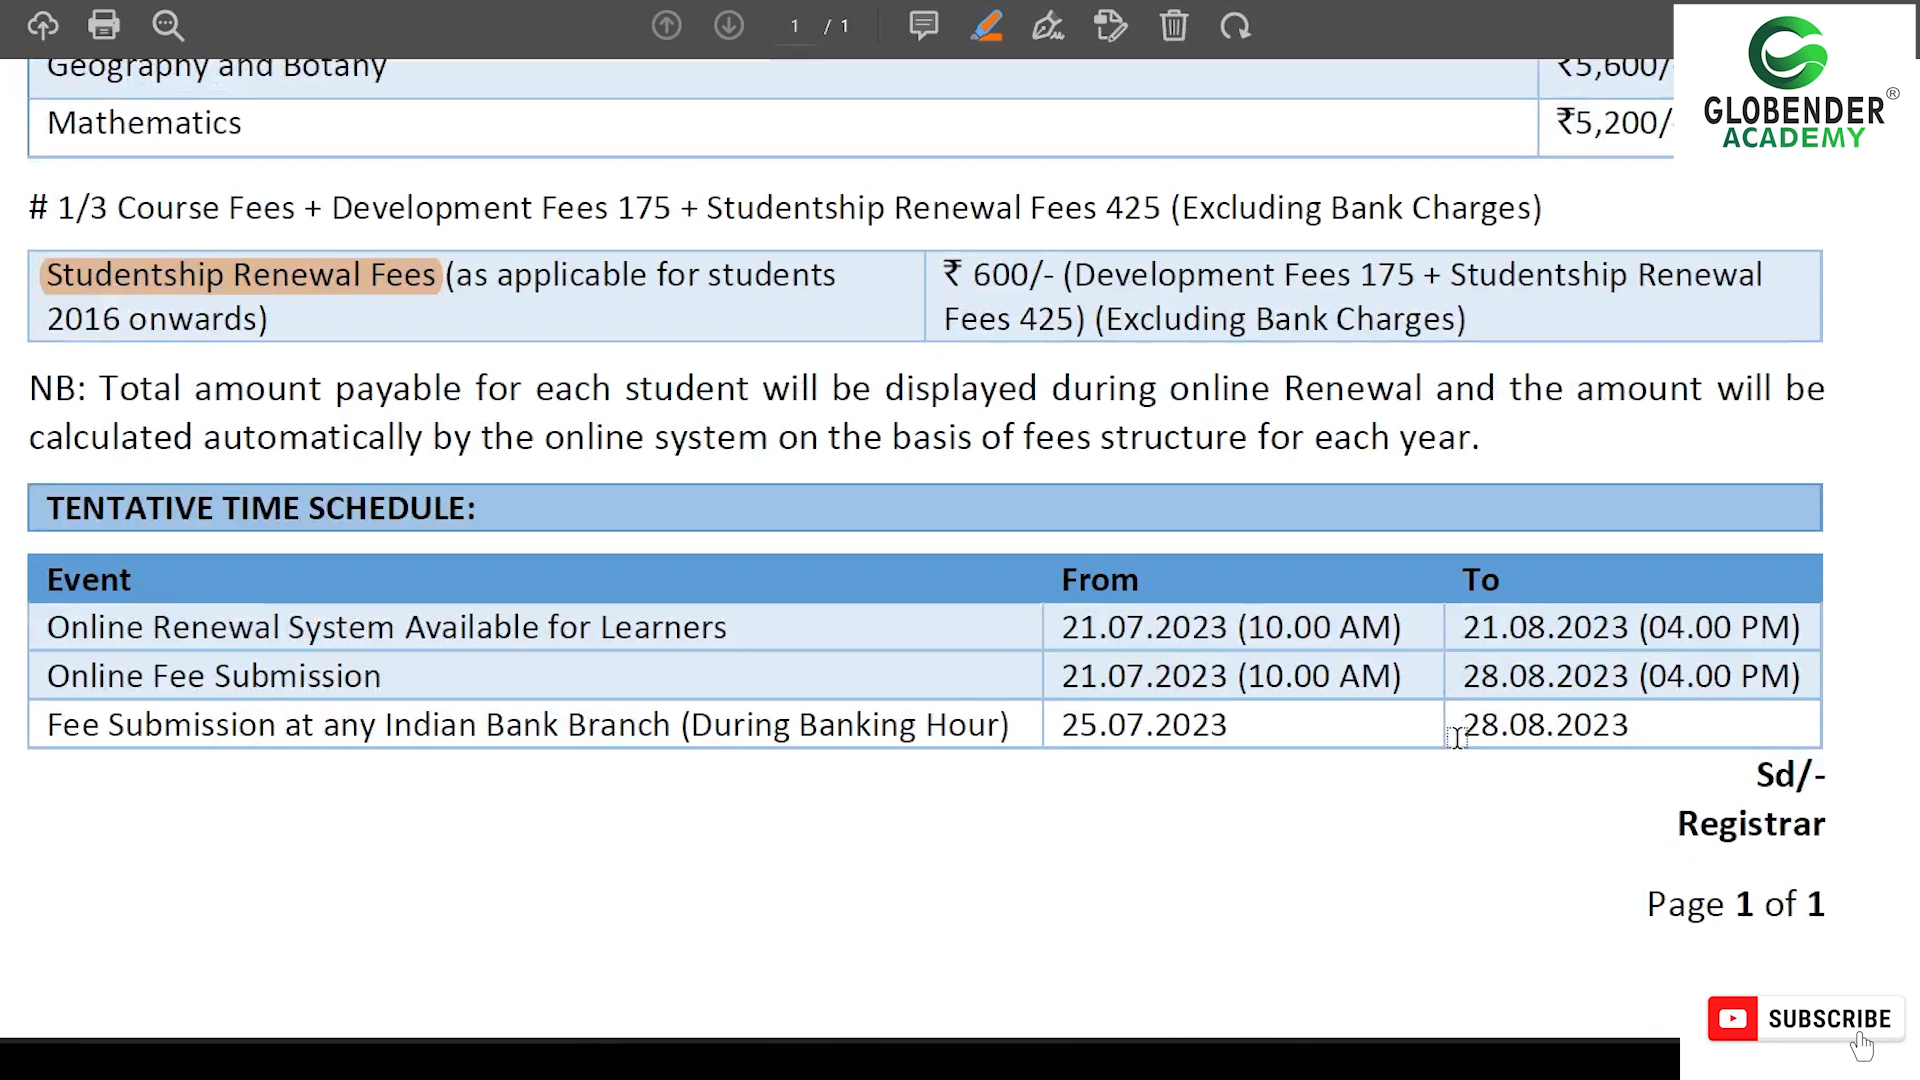 1 / 1
Geography and Botany ₹5,600/-
Mathematics ₹5,200/-
GLOBENDER®
ACADEMY
# 1/3 Course Fees + Development Fees 175 + Studentship Renewal Fees 425 (Excluding Bank Charges)
Studentship Renewal Fees (as applicable for students
2016 onwards)
₹ 600/- (Development Fees 175 + Studentship Renewal
Fees 425) (Excluding Bank Charges)
NB: Total amount payable for each student will be displayed during online Renewal and the amount will be
calculated automatically by the online system on the basis of fees structure for each year.
TENTATIVE TIME SCHEDULE:
Event From To
Online Renewal System Available for Learners 21.07.2023 (10.00 AM) 21.08.2023 (04.00 PM)
Online Fee Submission 21.07.2023 (10.00 AM) 28.08.2023 (04.00 PM)
Fee Submission at any Indian Bank Branch (During Banking Hour) 25.07.2023 28.08.2023
Sd/-
Registrar
Page 1 of 1
SUBSCRIBE